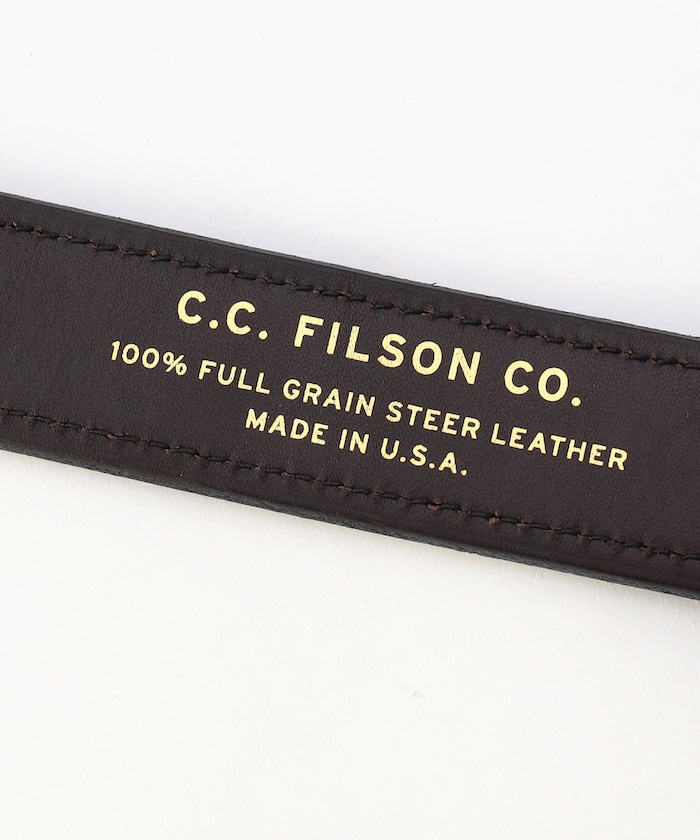 C.C. FILSON CO.
100% FULL GRAIN STEER LEATHER
MADE IN U.S.A.